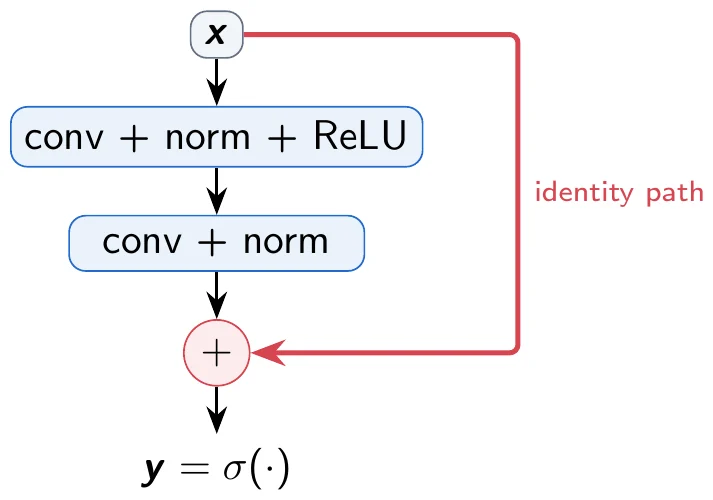 x
conv + norm + ReLU
identity path
conv + norm
+
y = σ(·)